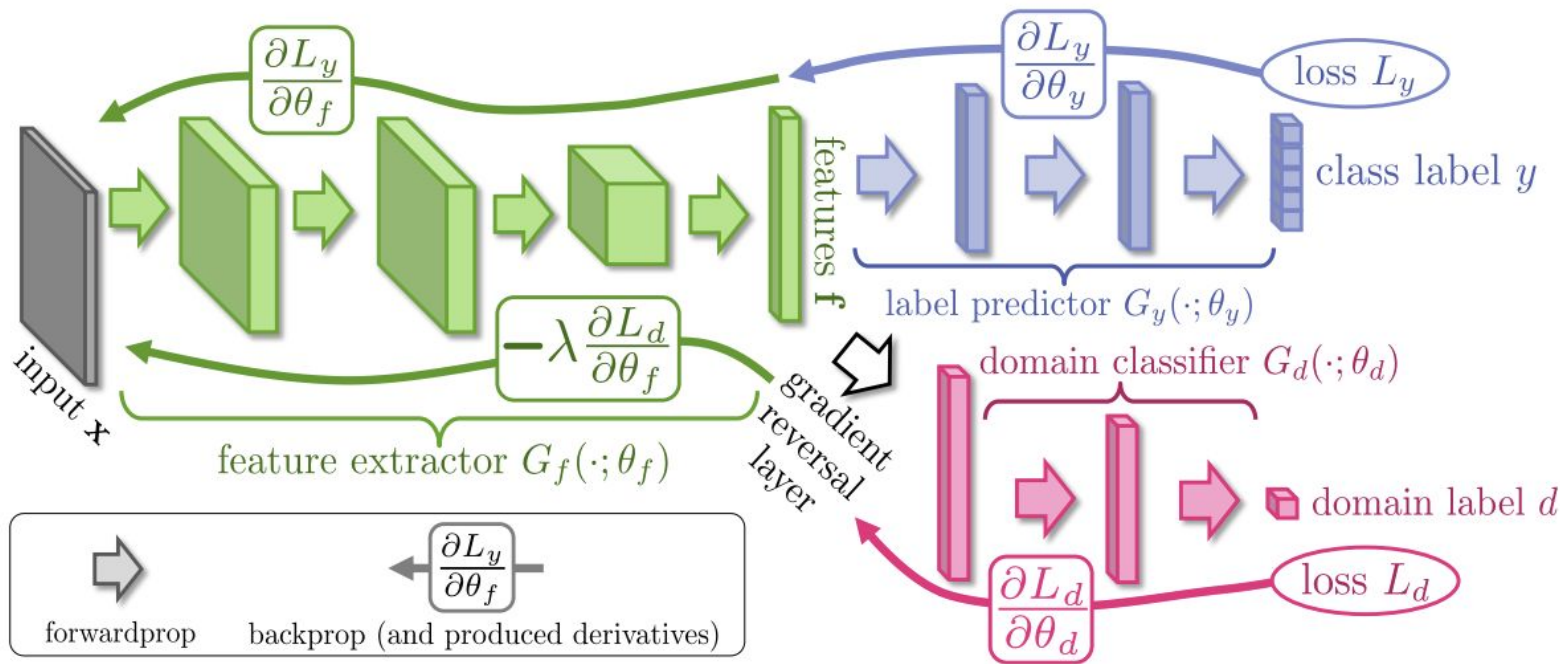 ∂L_y/∂θ_f
∂L_y/∂θ_y
loss L_y
features f
class label y
label predictor G_y(·; θ_y)
input x
−λ ∂L_d/∂θ_f
feature extractor G_f(·; θ_f)
gradient
reversal
layer
domain classifier G_d(·; θ_d)
domain label d
∂L_d/∂θ_d
loss L_d
forwardprop
∂L_y/∂θ_f
backprop (and produced derivatives)